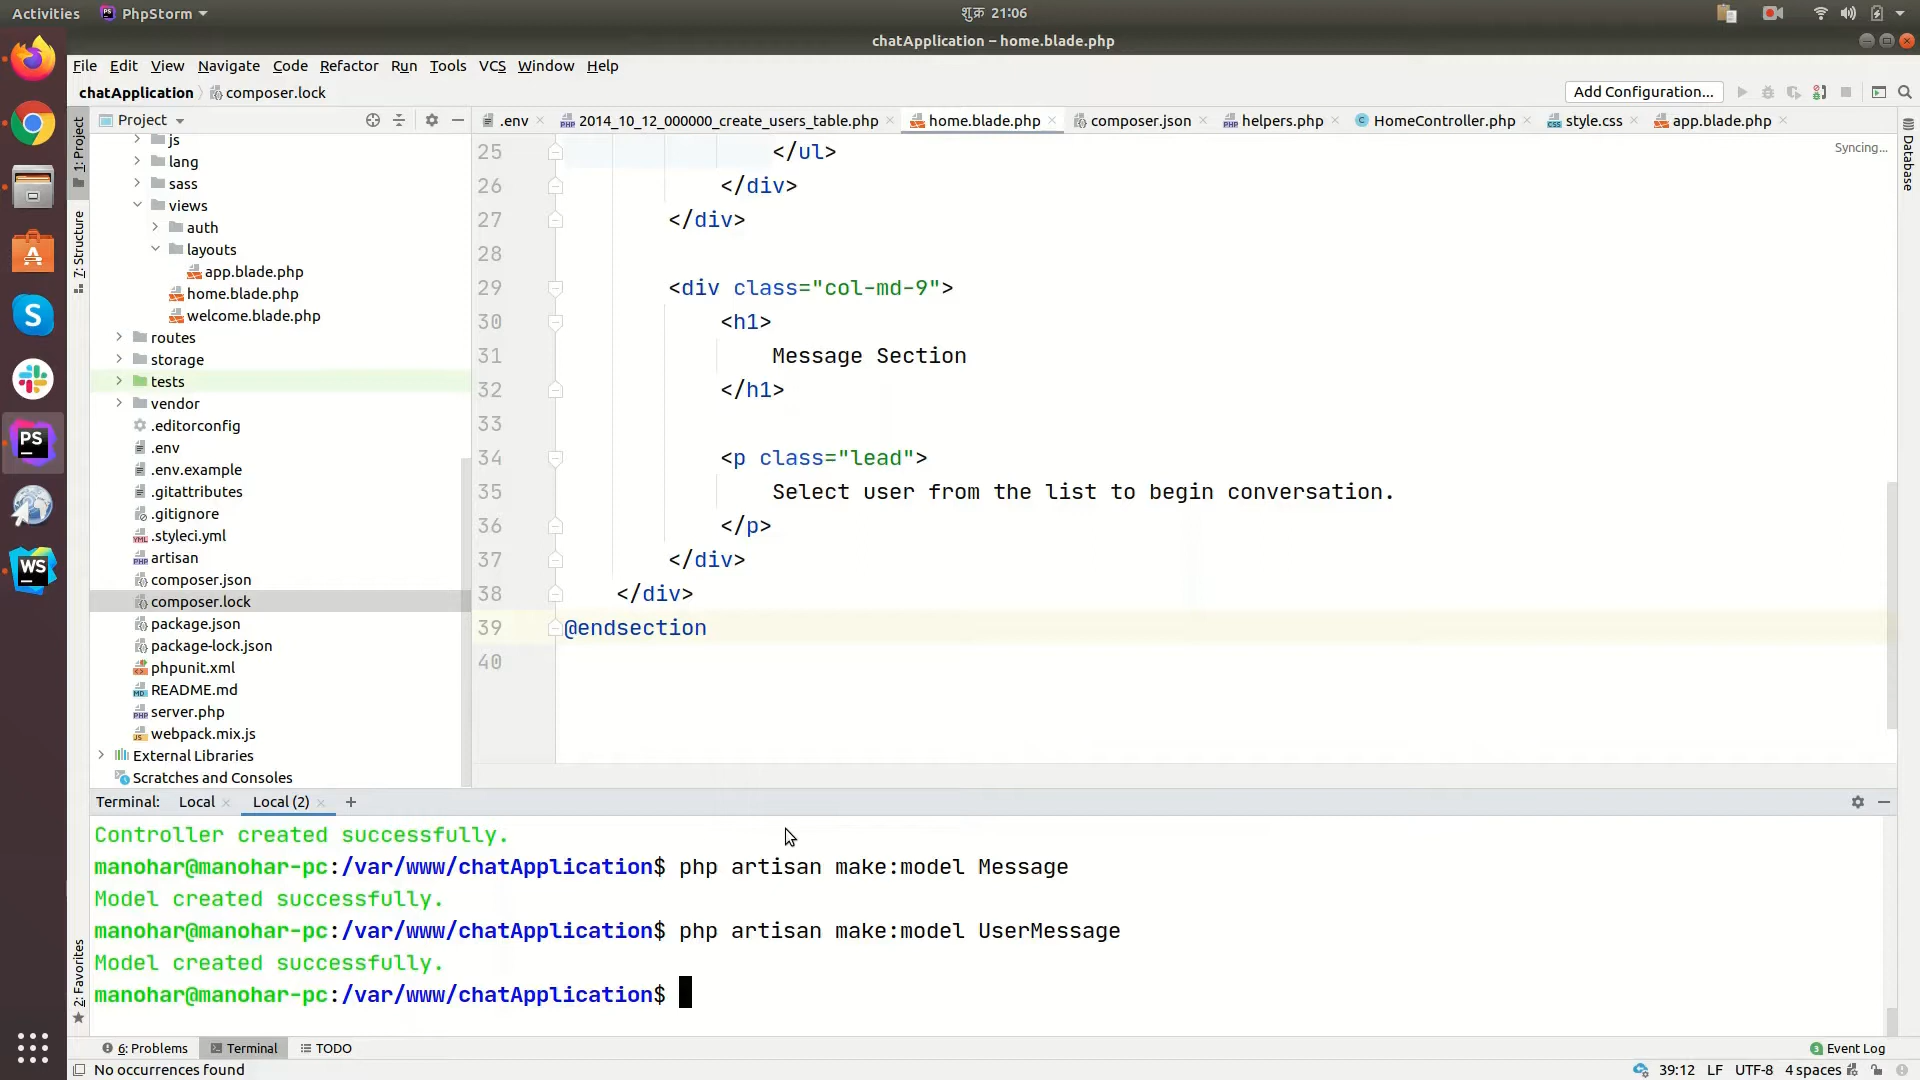 Activities PhpStorm शुक्र 21:06
chatApplication – home.blade.php
File Edit View Navigate Code Refactor Run Tools VCS Window Help
chatApplication composer.lock Add Configuration...
Project .env 2014_10_12_000000_create_users_table.php home.blade.php composer.json helpers.php HomeController.php style.css app.blade.php
Syncing...
1: Project
7: Structure
2: Favorites
Database
js
lang
sass
views
auth
layouts
app.blade.php
home.blade.php
welcome.blade.php
routes
storage
tests
vendor
.editorconfig
.env
.env.example
.gitattributes
.gitignore
.styleci.yml
artisan
composer.json
composer.lock
package.json
package-lock.json
phpunit.xml
README.md
server.php
webpack.mix.js
External Libraries
Scratches and Consoles
25 </ul>
26 </div>
27 </div>
28
29 <div class="col-md-9">
30 <h1>
31 Message Section
32 </h1>
33
34 <p class="lead">
35 Select user from the list to begin conversation.
36 </p>
37 </div>
38 </div>
39 @endsection
40
Terminal: Local Local (2) +
Controller created successfully.
manohar@manohar-pc:/var/www/chatApplication$ php artisan make:model Message
Model created successfully.
manohar@manohar-pc:/var/www/chatApplication$ php artisan make:model UserMessage
Model created successfully.
manohar@manohar-pc:/var/www/chatApplication$
6: Problems Terminal TODO 3 Event Log
No occurrences found 39:12 LF UTF-8 4 spaces
S
PS
WS